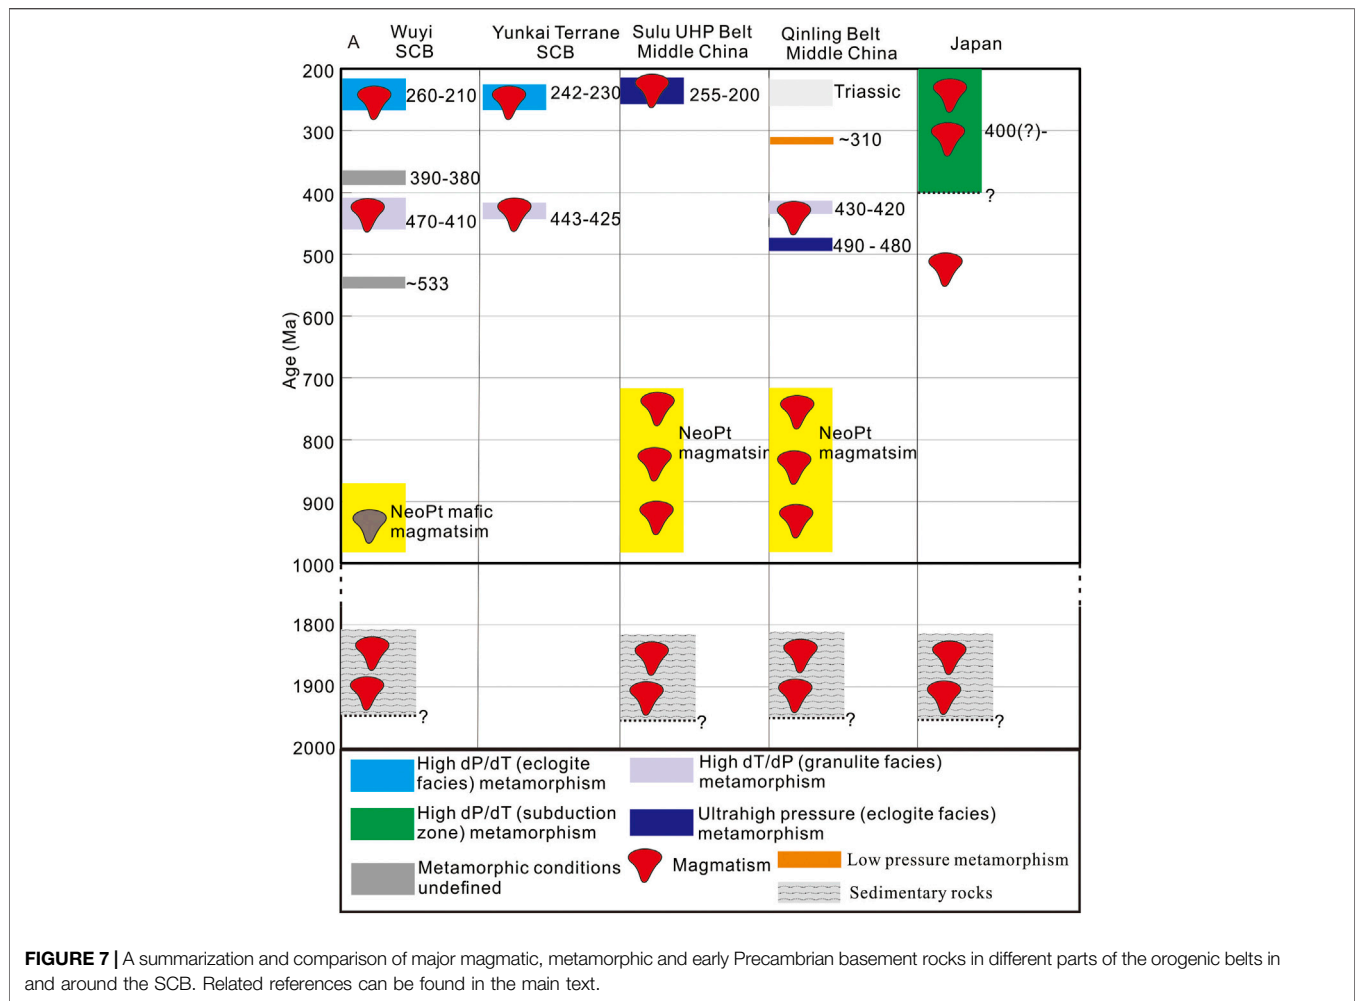 A
Wuyi
SCB
Yunkai Terrane
SCB
Sulu UHP Belt
Middle China
Qinling Belt
Middle China
Japan
Age (Ma)
200
300
400
500
600
700
800
900
1000
1800
1900
2000
260-210
390-380
470-410
~533
NeoPt mafic
magmatsim
?
242-230
443-425
255-200
NeoPt
magmatsim
?
Triassic
~310
430-420
490 - 480
NeoPt
magmatsim
?
400(?)-
?
?
High dP/dT (eclogite
facies) metamorphism
High dT/dP (granulite facies)
metamorphism
High dP/dT (subduction
zone) metamorphism
Ultrahigh pressure (eclogite facies)
metamorphism
Metamorphic conditions
undefined
Magmatism
Low pressure metamorphism
Sedimentary rocks
FIGURE 7 | A summarization and comparison of major magmatic, metamorphic and early Precambrian basement rocks in different parts of the orogenic belts in
and around the SCB. Related references can be found in the main text.